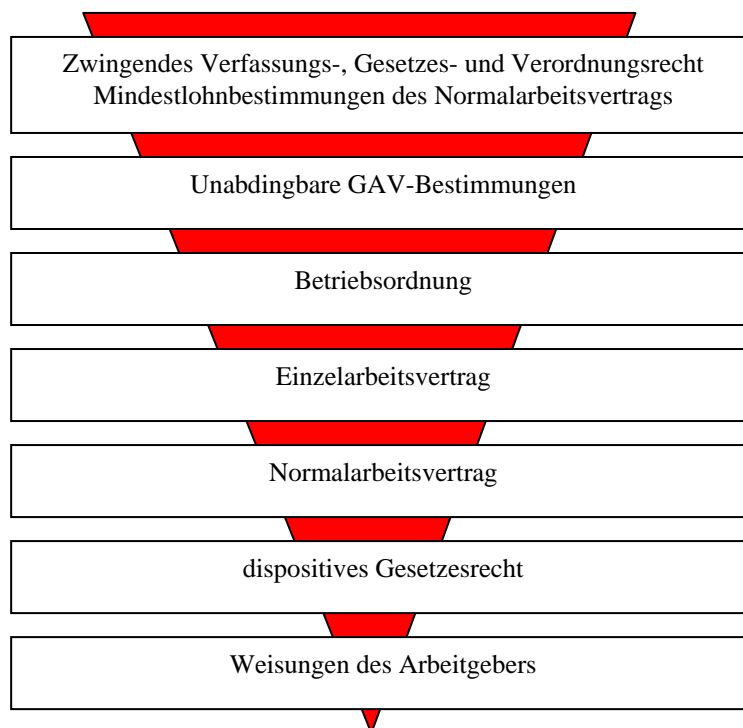 Zwingendes Verfassungs-, Gesetzes- und Verordnungsrecht
Mindestlohnbestimmungen des Normalarbeitsvertrags
Unabdingbare GAV-Bestimmungen
Betriebsordnung
Einzelarbeitsvertrag
Normalarbeitsvertrag
dispositives Gesetzesrecht
Weisungen des Arbeitgebers